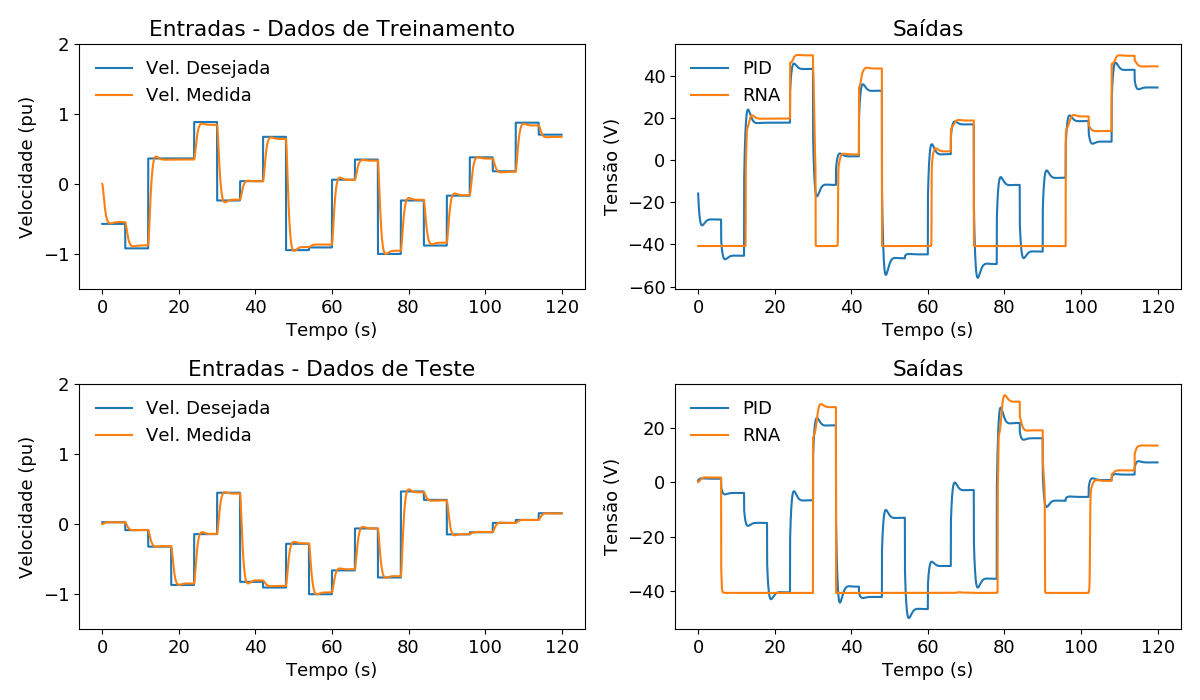 Entradas - Dados de Treinamento
Velocidade (pu)
2
1
0
−1
Vel. Desejada
Vel. Medida
0 20 40 60 80 100 120
Tempo (s)
Saídas
Tensão (V)
40
20
0
−20
−40
−60
PID
RNA
0 20 40 60 80 100 120
Tempo (s)
Entradas - Dados de Teste
Velocidade (pu)
2
1
0
−1
Vel. Desejada
Vel. Medida
0 20 40 60 80 100 120
Tempo (s)
Saídas
Tensão (V)
20
0
−20
−40
PID
RNA
0 20 40 60 80 100 120
Tempo (s)